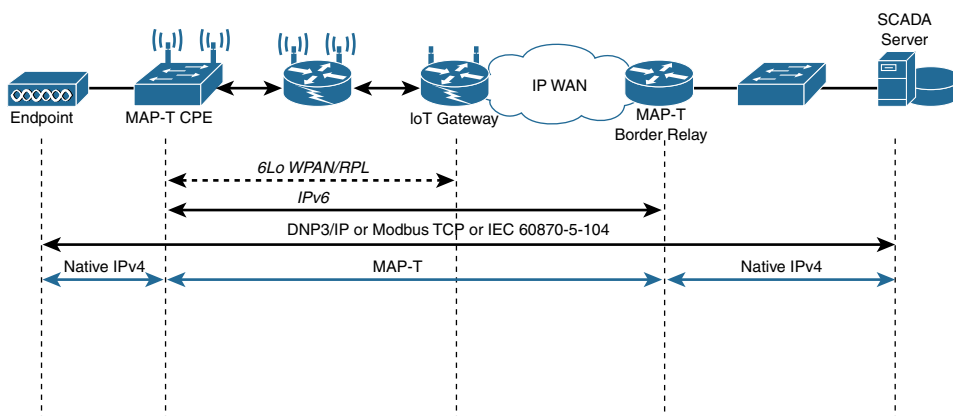 SCADA
Server
IP WAN
Endpoint
MAP-T CPE
IoT Gateway
MAP-T
Border Relay
6Lo WPAN/RPL
IPv6
DNP3/IP or Modbus TCP or IEC 60870-5-104
Native IPv4
MAP-T
Native IPv4